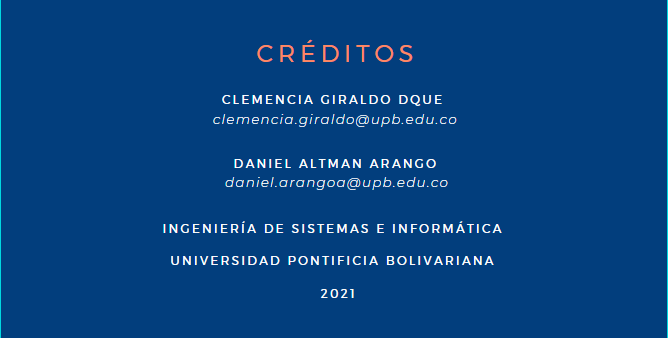 CRÉDITOS
CLEMENCIA GIRALDO DQUE
clemencia.giraldo@upb.edu.co
DANIEL ALTMAN ARANGO
daniel.arangoa@upb.edu.co
INGENIERÍA DE SISTEMAS E INFORMÁTICA
UNIVERSIDAD PONTIFICIA BOLIVARIANA
2021